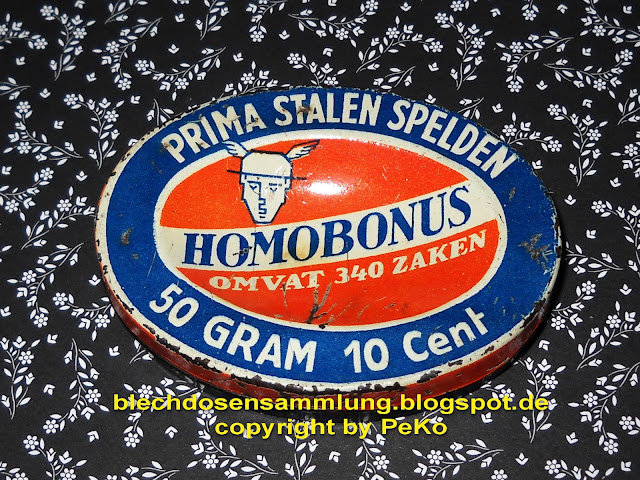 PRIMA STALEN SPELDEN
HOMOBONUS
OMVAT 340 ZAKEN
50 GRAM 10 Cent
blechdosensammlung.blogspot.de
copyright by PeKo